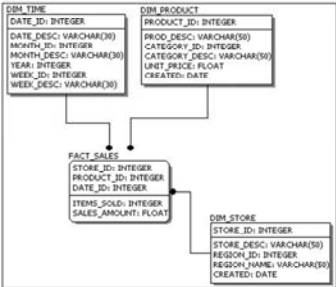 DIM_TIME
DATE_ID: INTEGER
DATE_DESC: VARCHAR(30)
MONTH_ID: INTEGER
MONTH_DESC: VARCHAR(30)
YEAR: INTEGER
WEEK_ID: INTEGER
WEEK_DESC: VARCHAR(30)
DIM_PRODUCT
PRODUCT_ID: INTEGER
PROD_DESC: VARCHAR(50)
CATEGORY_ID: INTEGER
CATEGORY_DESC: VARCHAR(50)
UNIT_PRICE: FLOAT
CREATED: DATE
FACT_SALES
STORE_ID: INTEGER
PRODUCT_ID: INTEGER
DATE_ID: INTEGER
ITEMS_SOLD: INTEGER
SALES_AMOUNT: FLOAT
DIM_STORE
STORE_ID: INTEGER
STORE_DESC: VARCHAR(50)
REGION_ID: INTEGER
REGION_NAME: VARCHAR(50)
CREATED: DATE